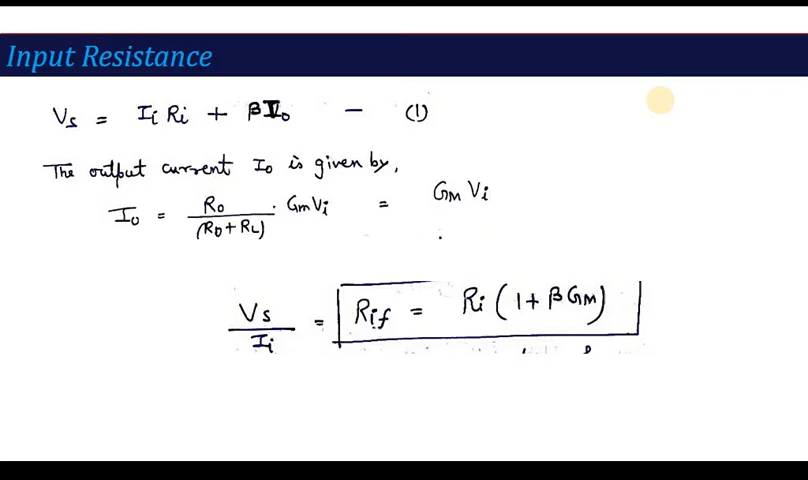 Input Resistance
Vs = Ii Ri + βIo — (1)
The output current Io is given by,
Io = Ro / (Ro + RL) . Gm Vi = GM Vi
Vs / Ii = Rif = Ri (1 + βGM)